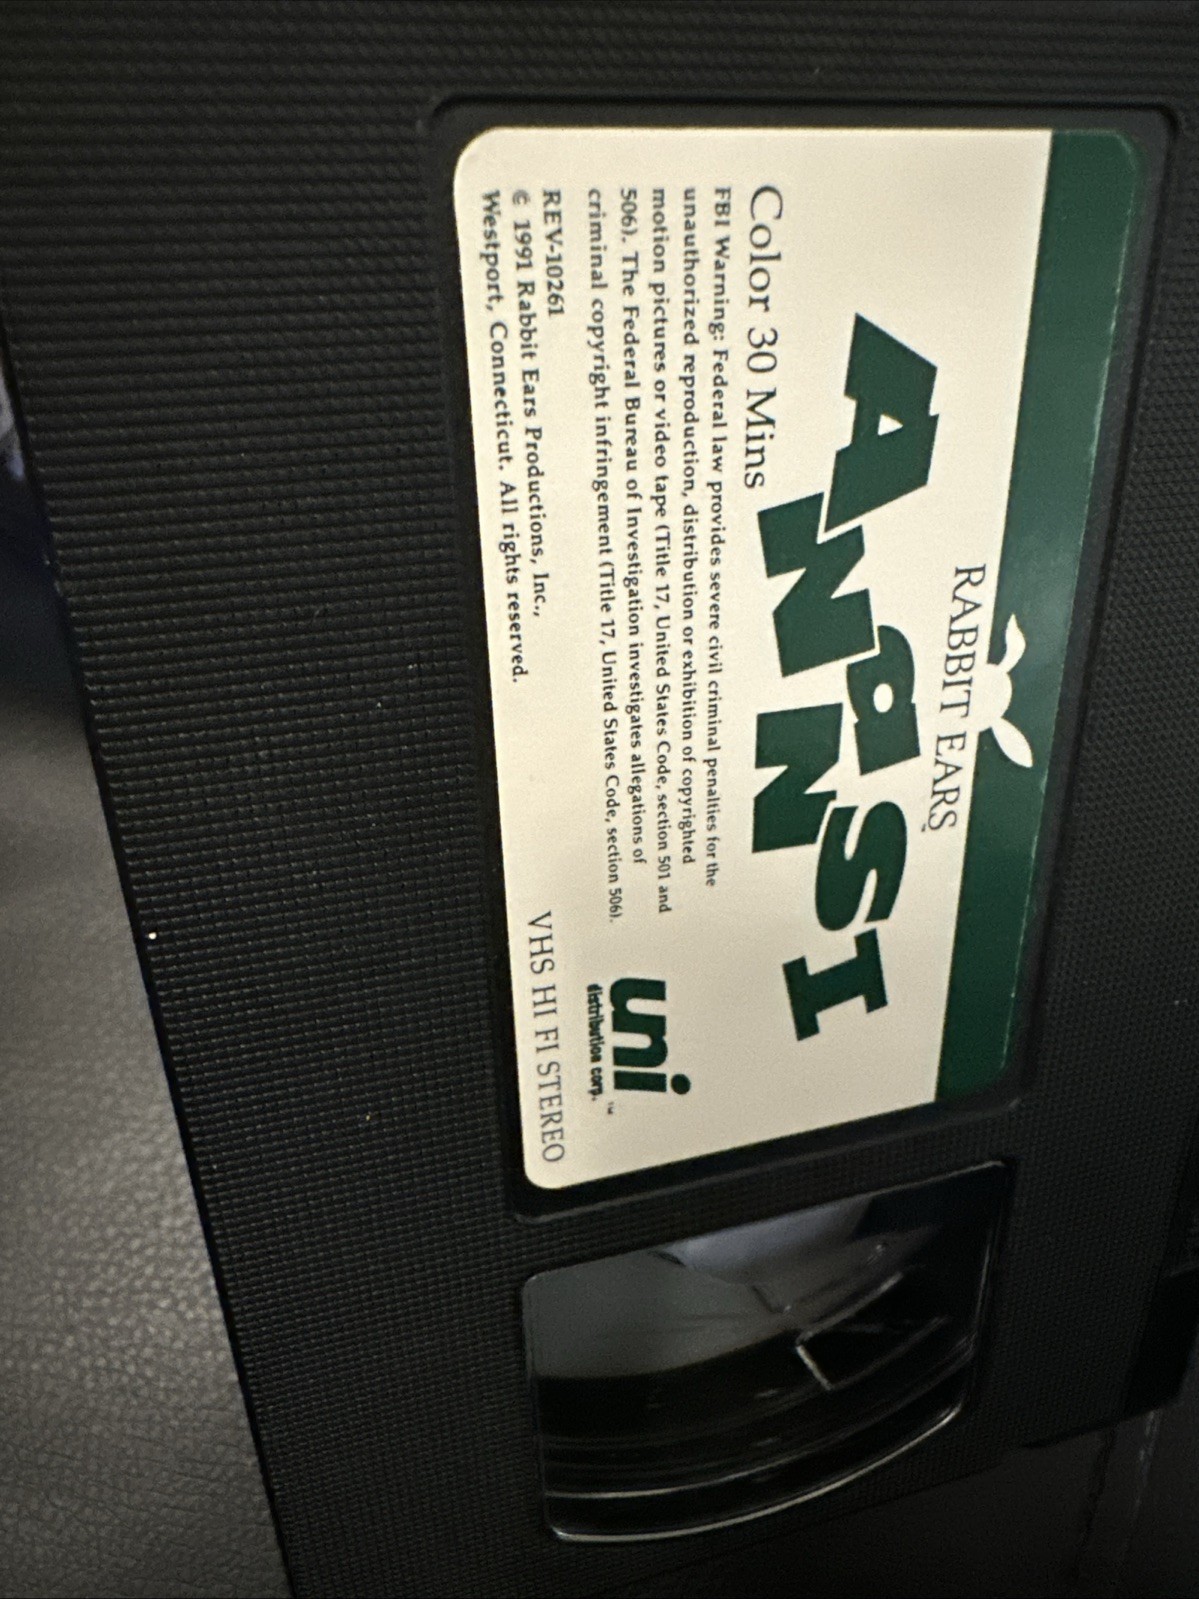 RABBIT EARS
ANaNSI
Color 30 Mins
FBI Warning: Federal law provides severe civil criminal penalties for the
unauthorized reproduction, distribution or exhibition of copyrighted
motion pictures or video tape (Title 17, United States Code, section 501 and
506). The Federal Bureau of Investigation investigates allegations of
criminal copyright infringement (Title 17, United States Code, section 506).
REV-10261
© 1991 Rabbit Ears Productions, Inc.,
Westport, Connecticut. All rights reserved.
uni
distribution corp.™
VHS HI FI STEREO